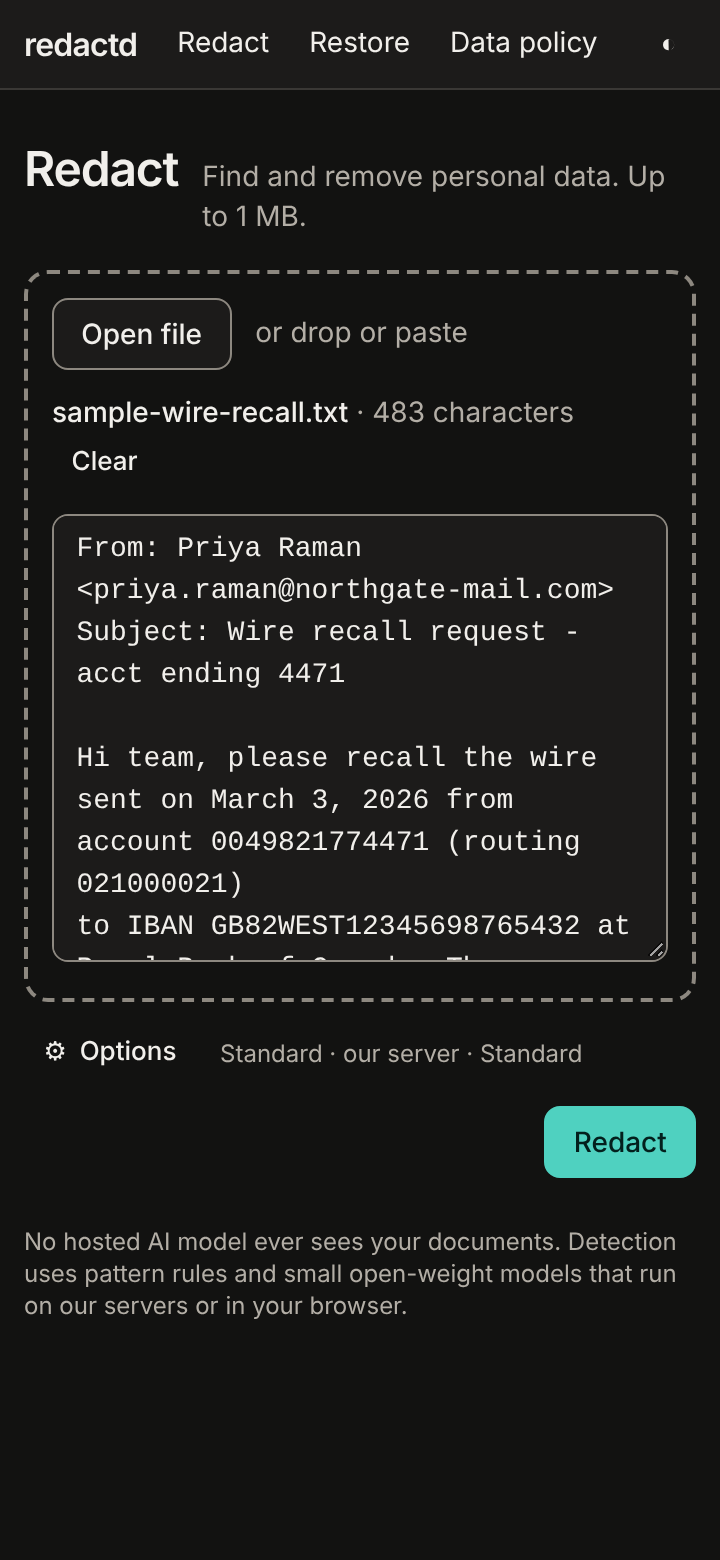 redactd Redact Restore Data policy
Redact Find and remove personal data. Up
to 1 MB.
Open file or drop or paste
sample-wire-recall.txt · 483 characters
Clear
From: Priya Raman
<priya.raman@northgate-mail.com>
Subject: Wire recall request -
acct ending 4471
Hi team, please recall the wire
sent on March 3, 2026 from
account 0049821774471 (routing
021000021)
to IBAN GB82WEST12345698765432 at
Options Standard · our server · Standard
Redact
No hosted AI model ever sees your documents. Detection
uses pattern rules and small open-weight models that run
on our servers or in your browser.